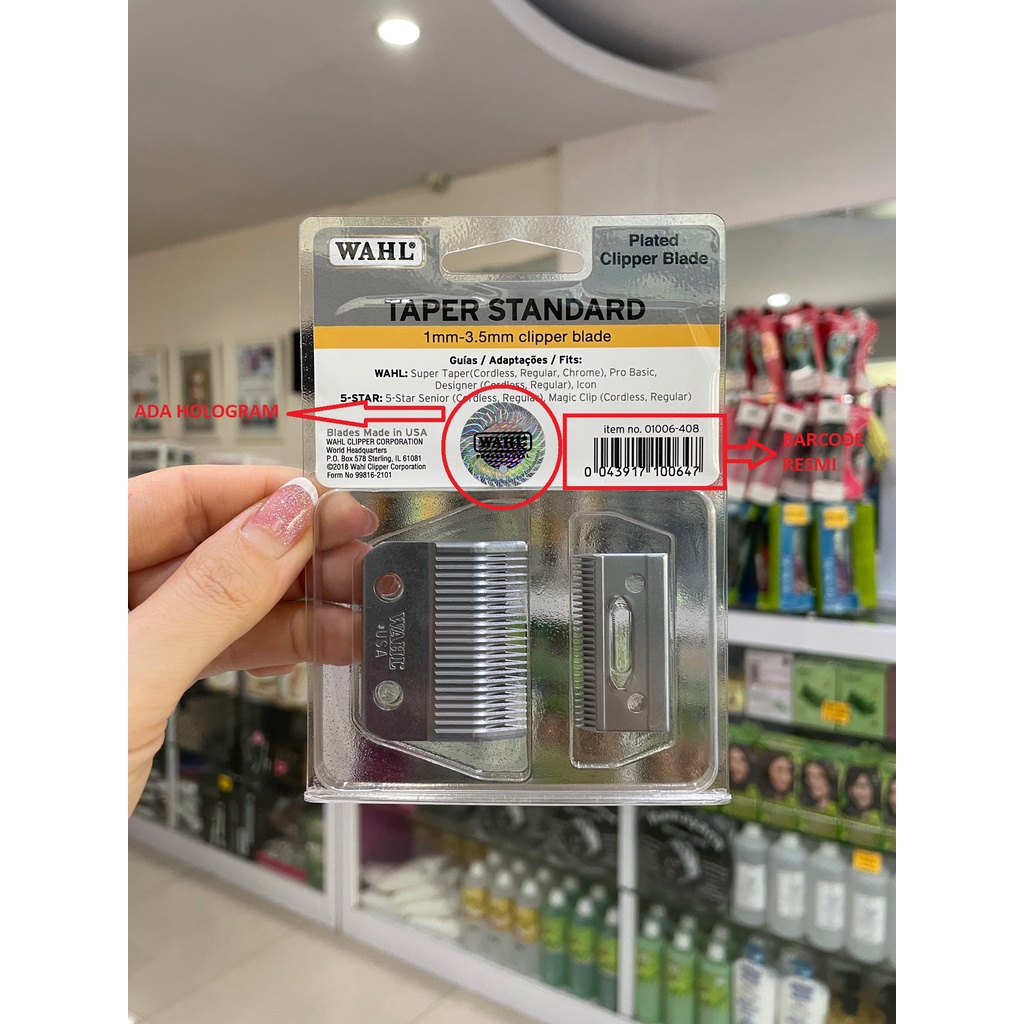 WAHL®
Plated
Clipper Blade
TAPER STANDARD
1mm-3.5mm clipper blade
Guías / Adaptações / Fits:
WAHL: Super Taper(Cordless, Regular, Chrome), Pro Basic,
Designer (Cordless, Regular), Icon
5-STAR: 5-Star Senior (Cordless, Regular), Magic Clip (Cordless, Regular)
ADA HOLOGRAM
Blades Made in USA
WAHL CLIPPER CORPORATION
World Headquarters
P.O. Box 578 Sterling, IL 61081
©2018 Wahl Clipper Corporation
Form No 99816-2101
WAHL
item no. 01006-408
0 043917 100647
BARCODE
RESMI
WAHL
USA